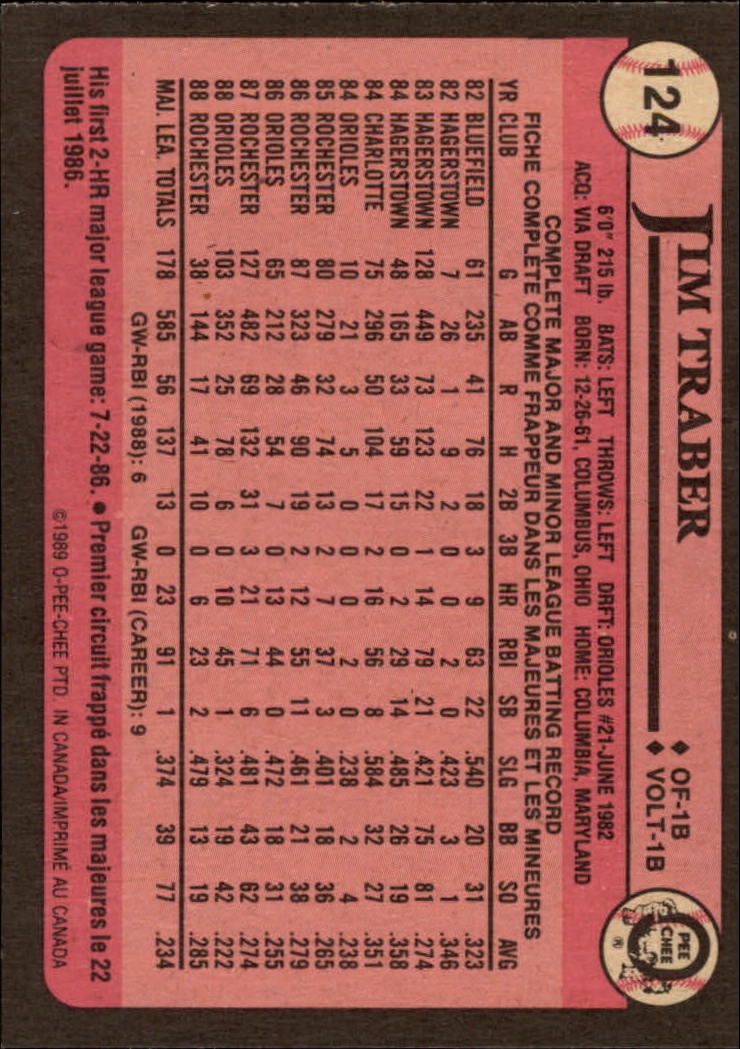 124
JIM TRABER
◆ OF-1B
◆ VOLT-1B
O PEE CHEE ®
6'0" 215 lb. BATS: LEFT THROWS: LEFT DRFT: ORIOLES #21-JUNE 1982
ACQ: VIA DRAFT BORN: 12-26-61, COLUMBUS, OHIO HOME: COLUMBIA, MARYLAND
COMPLETE MAJOR AND MINOR LEAGUE BATTING RECORD
FICHE COMPLÈTE COMME FRAPPEUR DANS LES MAJEURES ET LES MINEURES
YR CLUB G AB R H 2B 3B HR RBI SB SLG BB SO AVG
82 BLUEFIELD 61 235 41 76 18 3 9 63 22 .540 20 31 .323
82 HAGERSTOWN 7 26 1 9 2 0 0 2 0 .423 3 1 .346
83 HAGERSTOWN 128 449 73 123 22 1 14 79 21 .421 75 81 .274
84 HAGERSTOWN 48 165 33 59 15 0 2 29 14 .485 26 19 .358
84 CHARLOTTE 75 296 50 104 17 2 16 56 8 .584 32 27 .351
84 ORIOLES 10 21 3 5 0 0 0 2 0 .238 2 4 .238
85 ROCHESTER 80 279 32 74 13 2 7 37 3 .401 18 36 .265
86 ROCHESTER 87 323 46 90 19 2 12 55 11 .461 21 38 .279
86 ORIOLES 65 212 28 54 7 0 13 44 0 .472 18 31 .255
87 ROCHESTER 127 482 69 132 31 3 21 71 6 .481 43 62 .274
88 ORIOLES 103 352 25 78 6 0 10 45 1 .324 19 42 .222
88 ROCHESTER 38 144 17 41 10 0 6 23 2 .479 13 19 .285
MAJ. LEA. TOTALS 178 585 56 137 13 0 23 91 1 .374 39 77 .234
GW-RBI (1988): 6 GW-RBI (CAREER): 9
His first 2-HR major league game: 7-22-86. ● Premier circuit frappé dans les majeures le 22
juillet 1986.
©1989 O-PEE-CHEE PTD. IN CANADA/IMPRIMÉ AU CANADA